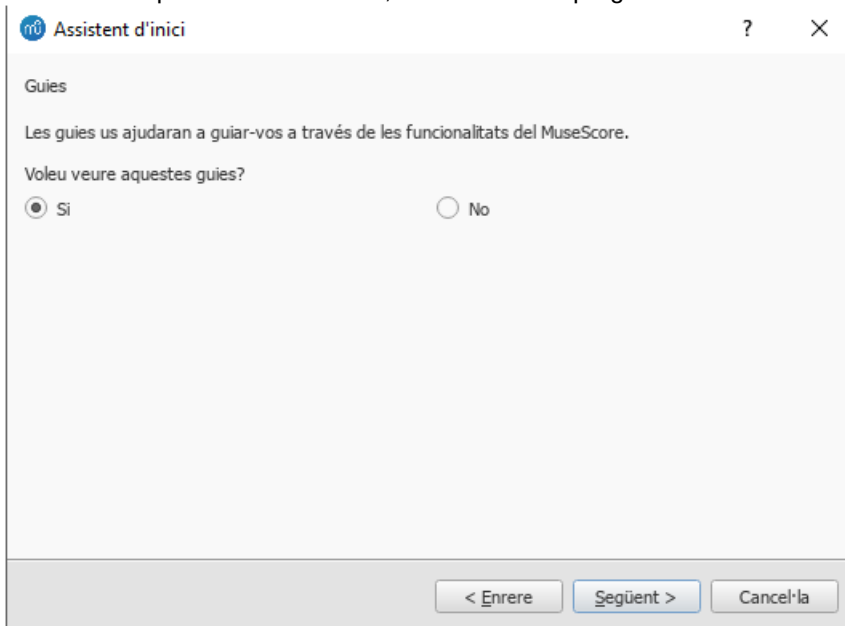 Assistent d'inici
?
Guies
Les guies us ajudaran a guiar-vos a través de les funcionalitats del MuseScore.
Voleu veure aquestes guies?
Si
No
< Enrere
Següent >
Cancel·la